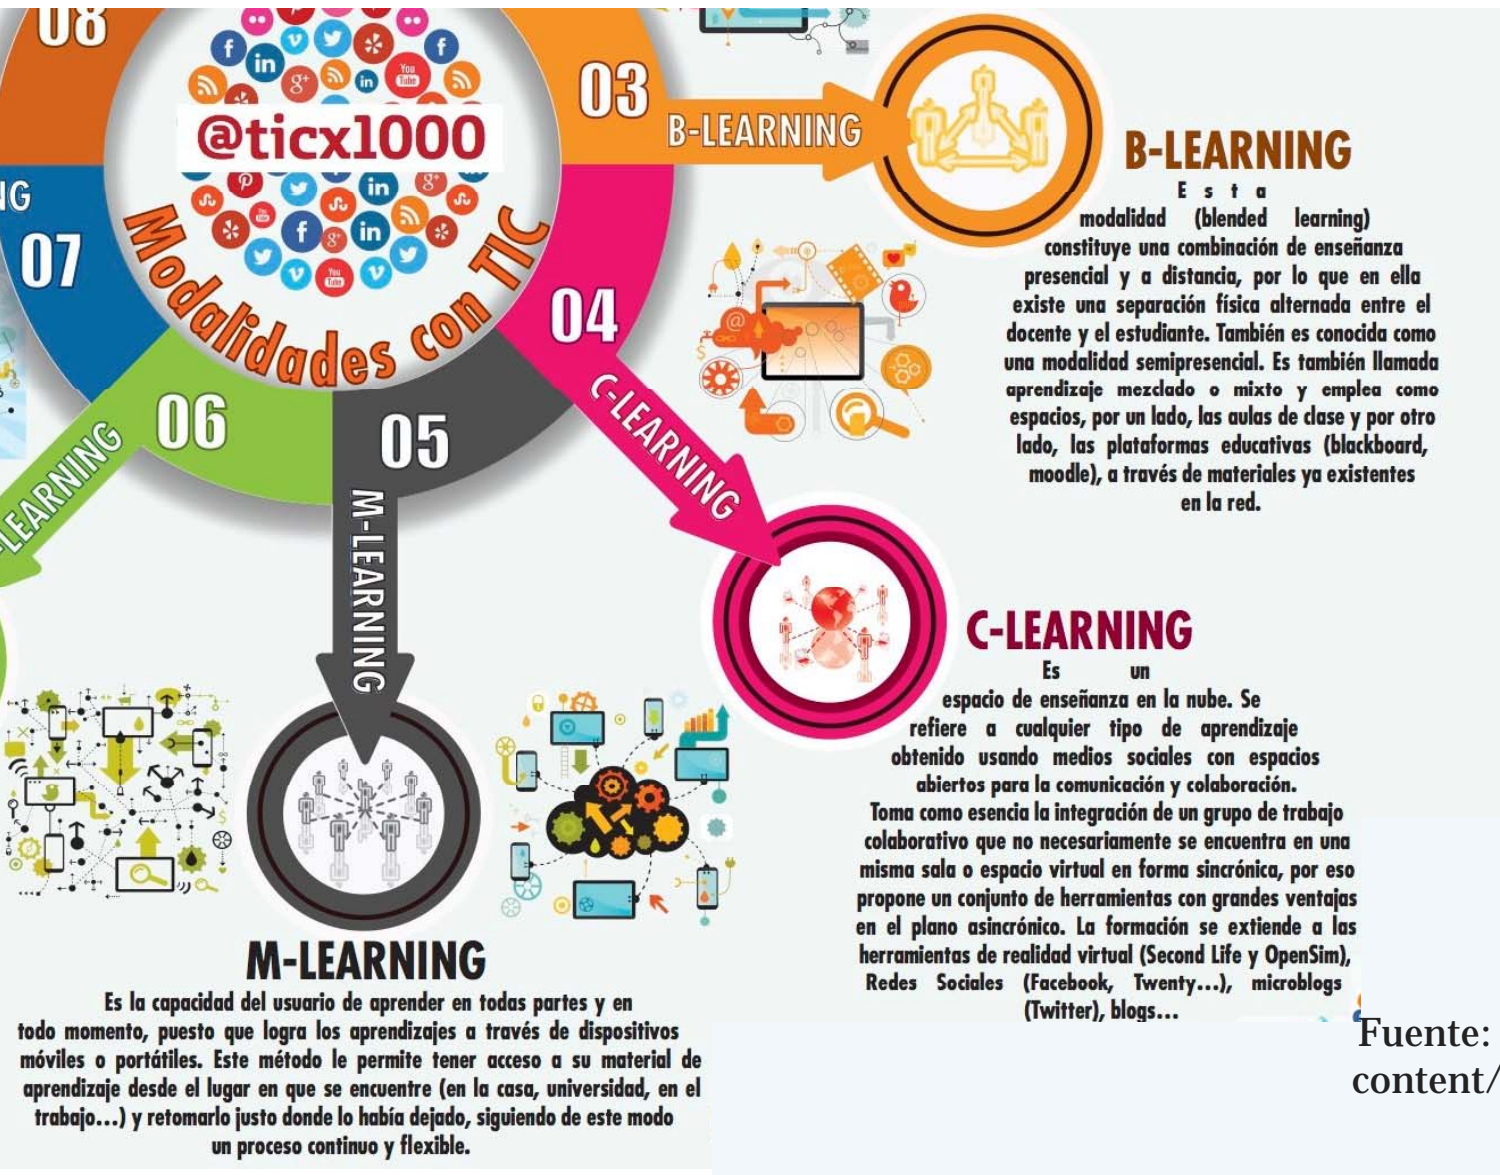 08
03
@ticx1000
B-LEARNING
NG
07
Modalidades con TIC
04
C-LEARNING
06
05
LEARNING
M-LEARNING
B-LEARNING
Esta
modalidad (blended learning)
constituye una combinación de enseñanza
presencial y a distancia, por lo que en ella
existe una separación física alternada entre el
docente y el estudiante. También es conocida como
una modalidad semipresencial. Es también llamada
aprendizaje mezclado o mixto y emplea como
espacios, por un lado, las aulas de clase y por otro
lado, las plataformas educativas (blackboard,
moodle), a través de materiales ya existentes
en la red.
C-LEARNING
Es un
espacio de enseñanza en la nube. Se
refiere a cualquier tipo de aprendizaje
obtenido usando medios sociales con espacios
abiertos para la comunicación y colaboración.
Toma como esencia la integración de un grupo de trabajo
colaborativo que no necesariamente se encuentra en una
misma sala o espacio virtual en forma sincrónica, por eso
propone un conjunto de herramientas con grandes ventajas
en el plano asincrónico. La formación se extiende a las
herramientas de realidad virtual (Second Life y OpenSim),
Redes Sociales (Facebook, Twenty...), microblogs
(Twitter), blogs...
M-LEARNING
Es la capacidad del usuario de aprender en todas partes y en
todo momento, puesto que logra los aprendizajes a través de dispositivos
móviles o portátiles. Este método le permite tener acceso a su material de
aprendizaje desde el lugar en que se encuentre (en la casa, universidad, en el
trabajo...) y retomarlo justo donde lo había dejado, siguiendo de este modo
un proceso continuo y flexible.
Fuente:
content/